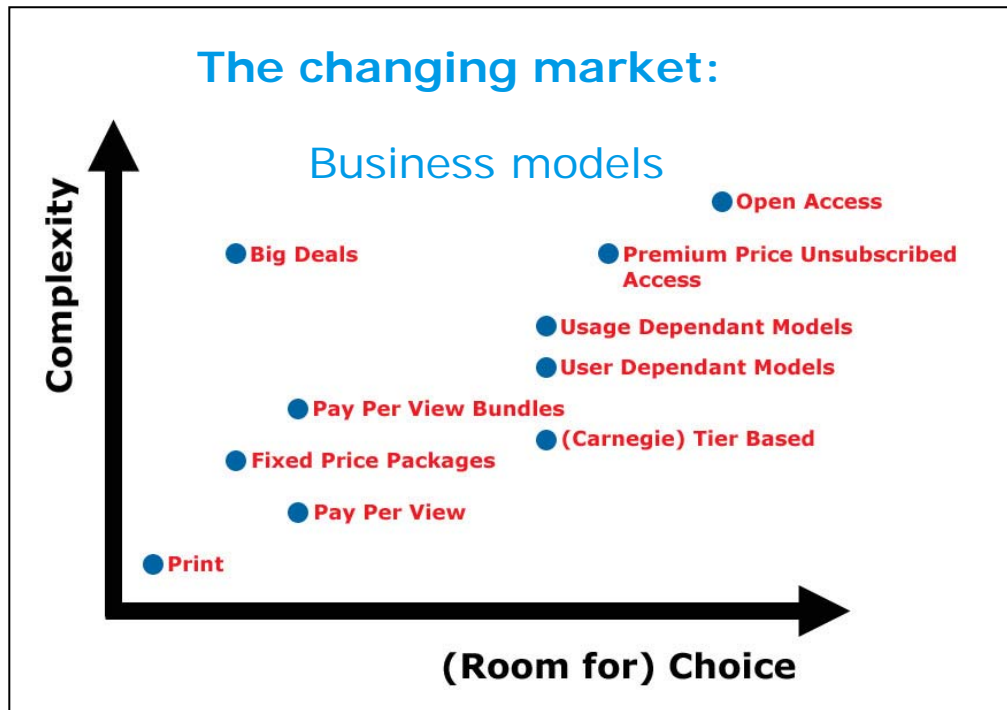 The changing market:
Business models
Complexity
Open Access
Big Deals
Premium Price Unsubscribed
Access
Usage Dependant Models
User Dependant Models
Pay Per View Bundles
(Carnegie) Tier Based
Fixed Price Packages
Pay Per View
Print
(Room for) Choice